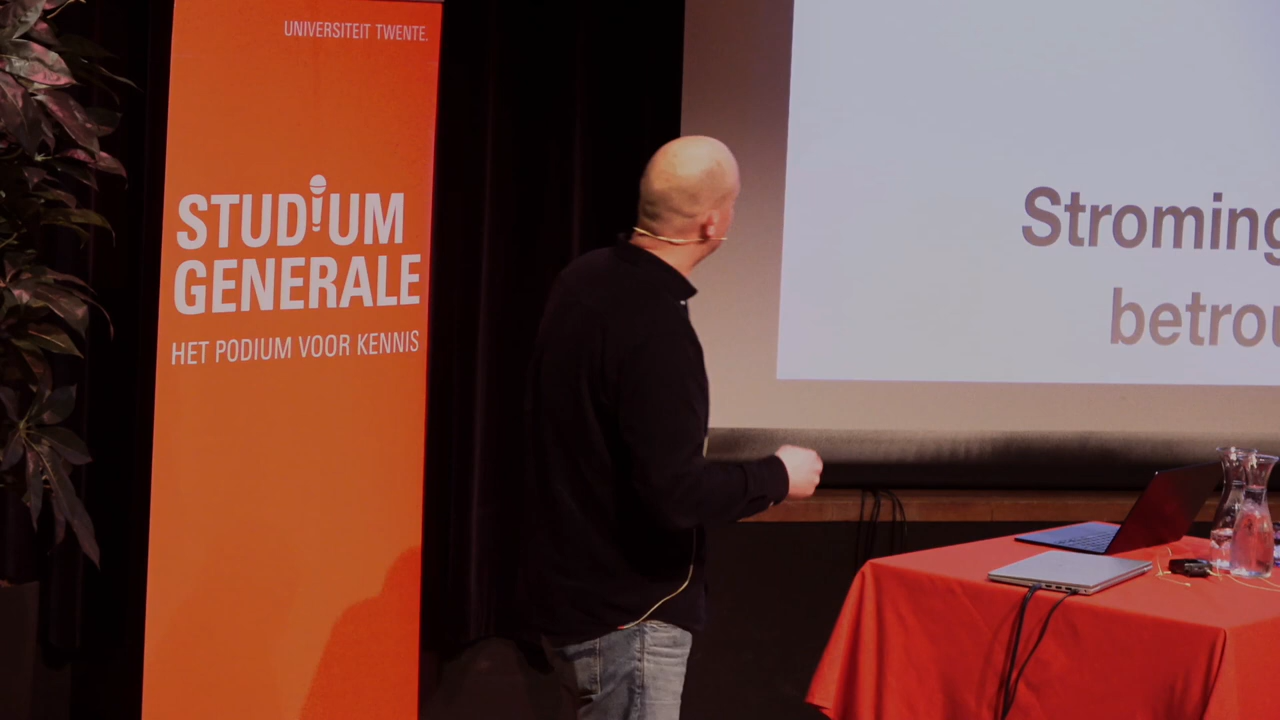 UNIVERSITEIT TWENTE.
STUDIUM
GENERALE
HET PODIUM VOOR KENNIS
Stroming
betrou